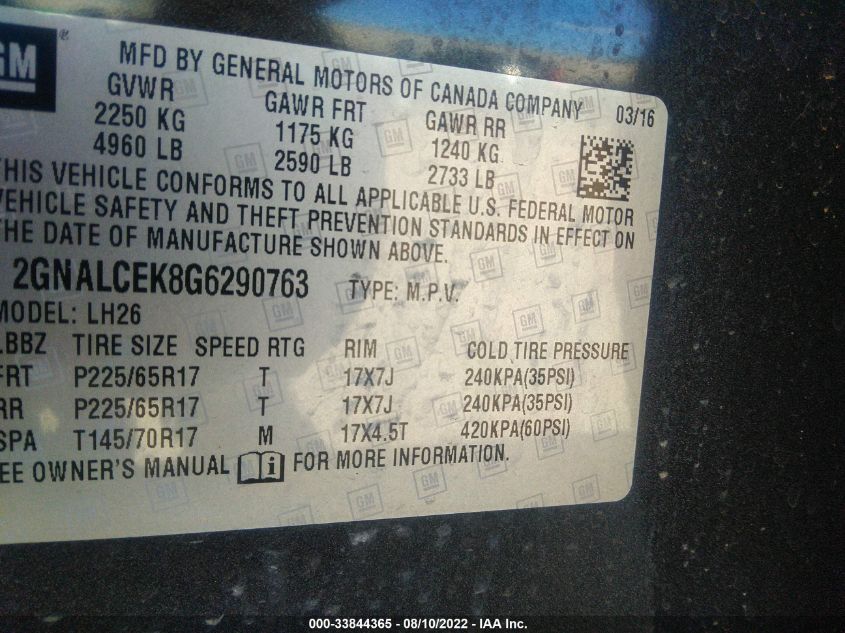 GM ®
MFD BY GENERAL MOTORS OF CANADA COMPANY 03/16
GVWR GAWR FRT GAWR RR
2250 KG 1175 KG 1240 KG
4960 LB 2590 LB 2733 LB
THIS VEHICLE CONFORMS TO ALL APPLICABLE U.S. FEDERAL MOTOR
VEHICLE SAFETY AND THEFT PREVENTION STANDARDS IN EFFECT ON
THE DATE OF MANUFACTURE SHOWN ABOVE.
2GNALCEK8G6290763 TYPE: M.P.V.
MODEL: LH26
LBBZ TIRE SIZE SPEED RTG RIM COLD TIRE PRESSURE
FRT P225/65R17 T 17X7J 240KPA(35PSI)
RR P225/65R17 T 17X7J 240KPA(35PSI)
SPA T145/70R17 M 17X4.5T 420KPA(60PSI)
EE OWNER'S MANUAL i FOR MORE INFORMATION.
000-33844365 - 08/10/2022 - IAA Inc.